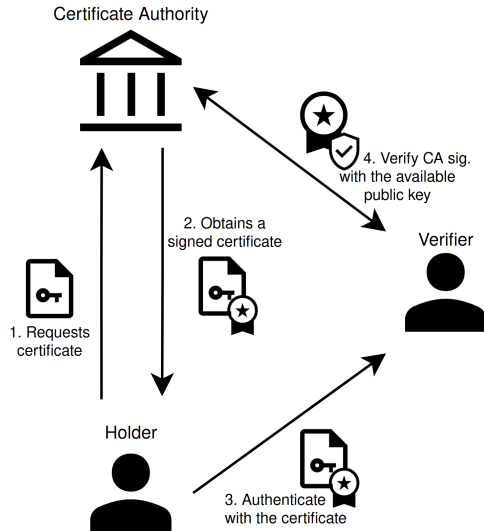 Certificate Authority
4. Verify CA sig.
with the available
public key
2. Obtains a
signed certificate
Verifier
1. Requests
certificate
Holder
3. Authenticate
with the certificate